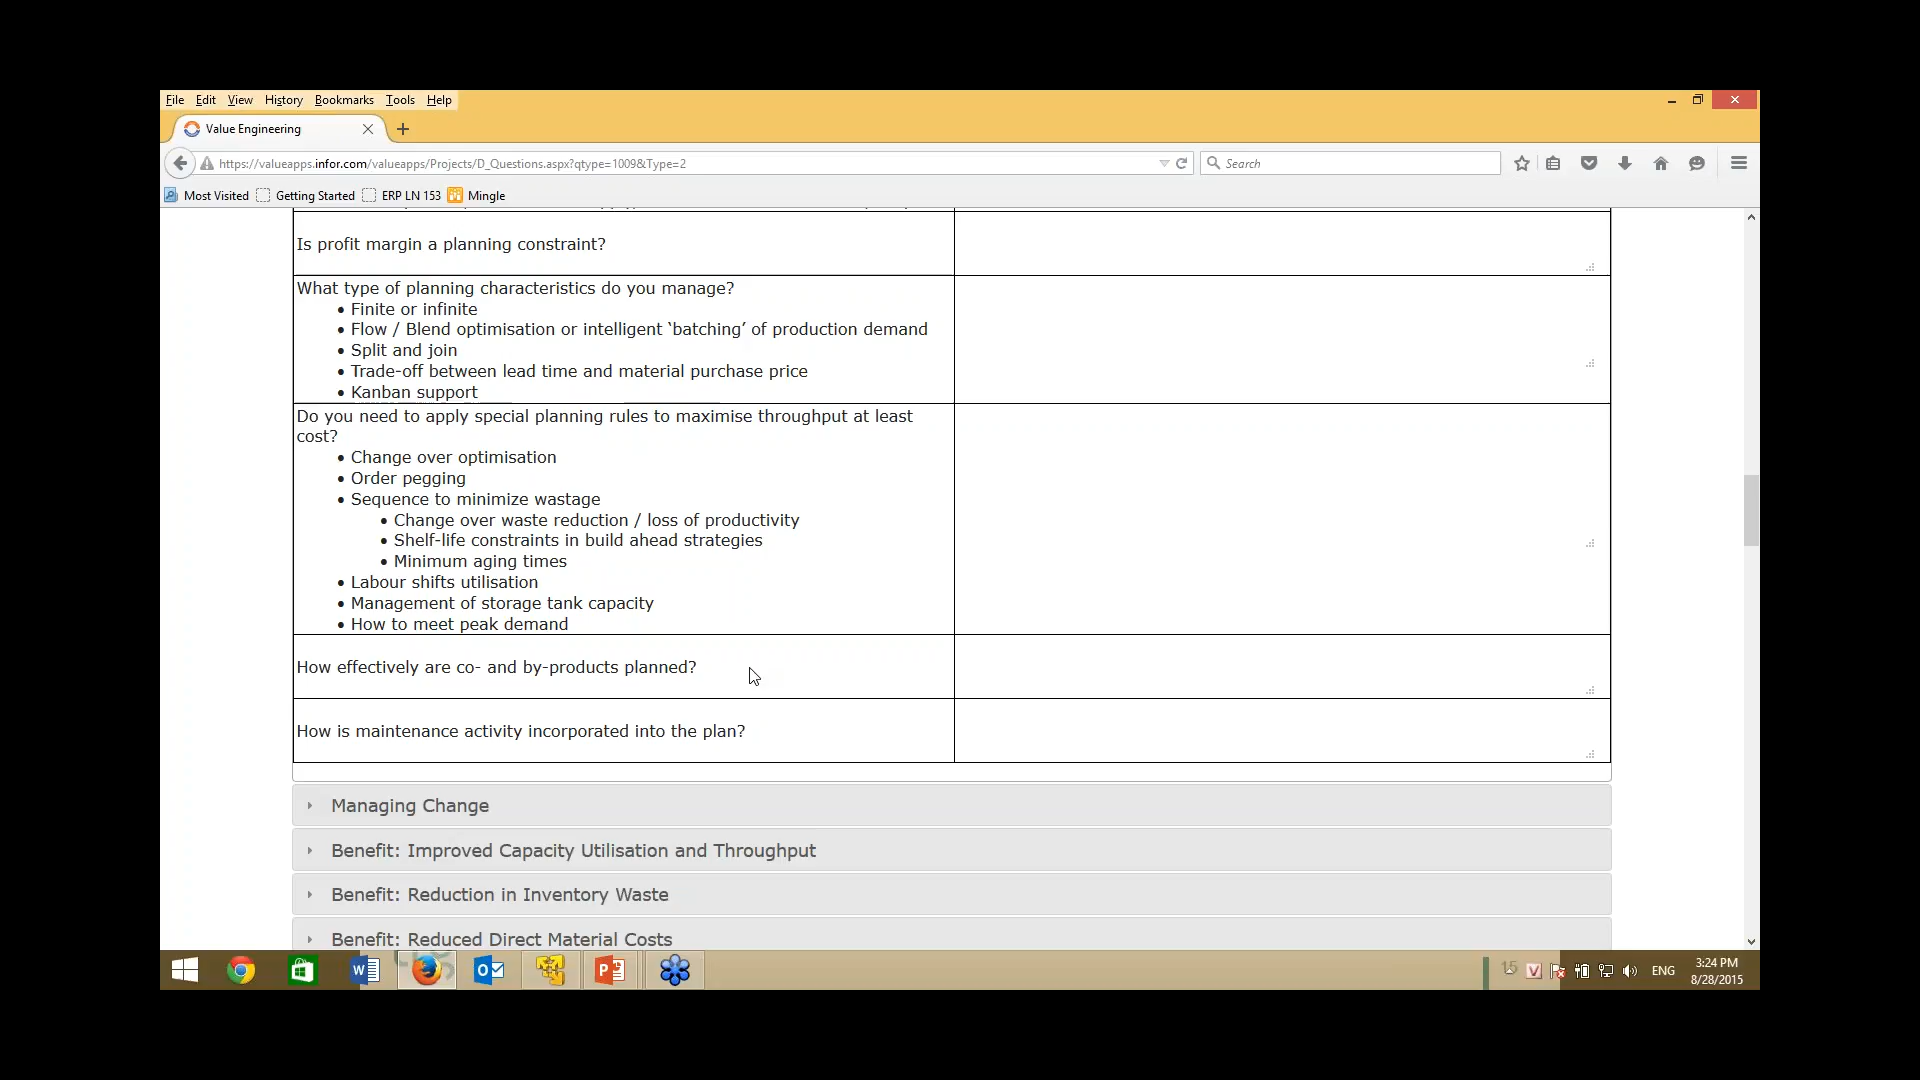 File Edit View History Bookmarks Tools Help
Value Engineering
https://valueapps.infor.com/valueapps/Projects/D_Questions.aspx?qtype=1009&Type=2
Search
Most Visited Getting Started ERP LN 153 Mingle
Is profit margin a planning constraint?
What type of planning characteristics do you manage?
• Finite or infinite
• Flow / Blend optimisation or intelligent ‘batching’ of production demand
• Split and join
• Trade-off between lead time and material purchase price
• Kanban support
Do you need to apply special planning rules to maximise throughput at least
cost?
• Change over optimisation
• Order pegging
• Sequence to minimize wastage
• Change over waste reduction / loss of productivity
• Shelf-life constraints in build ahead strategies
• Minimum aging times
• Labour shifts utilisation
• Management of storage tank capacity
• How to meet peak demand
How effectively are co- and by-products planned?
How is maintenance activity incorporated into the plan?
Managing Change
Benefit: Improved Capacity Utilisation and Throughput
Benefit: Reduction in Inventory Waste
Benefit: Reduced Direct Material Costs
ENG
3:24 PM
8/28/2015